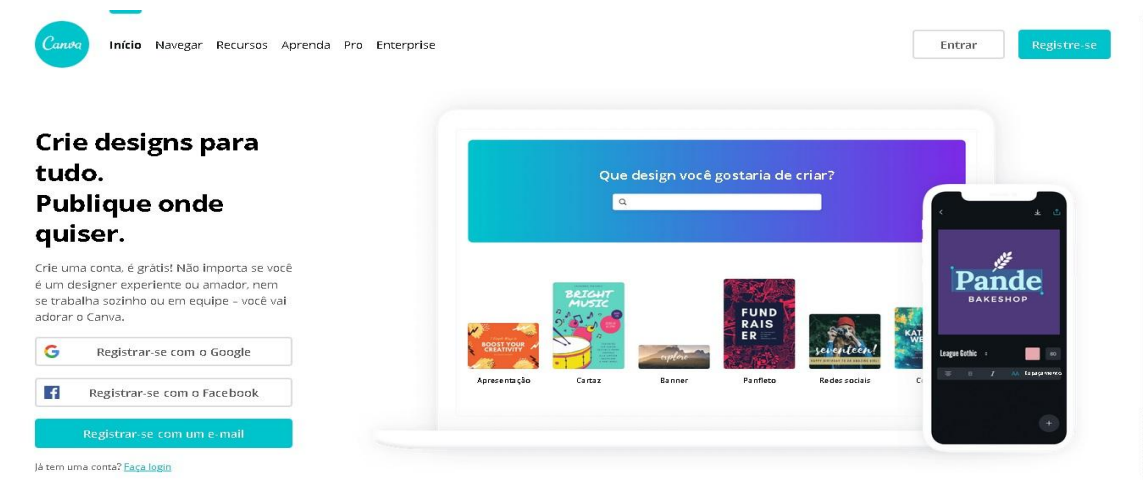 Canva
Início Navegar Recursos Aprenda Pro Enterprise
Entrar
Registre-se
Crie designs para
tudo.
Publique onde
quiser.
Crie uma conta, é grátis! Não importa se você
é um designer experiente ou amador, nem
se trabalha sozinho ou em equipe – você vai
adorar o Canva.
Registrar-se com o Google
Registrar-se com o Facebook
Registrar-se com um e-mail
Já tem uma conta? Faça login
Que design você gostaria de criar?
BOOST YOUR
CREATIVITY
BRIGHT
MUSIC
explore
FUND
RAIS
ER
seventeen!
KAT
WE
Apresentação
Cartaz
Banner
Panfleto
Redes sociais
C
Pande
BAKESHOP
League Gothic
Espaçamento